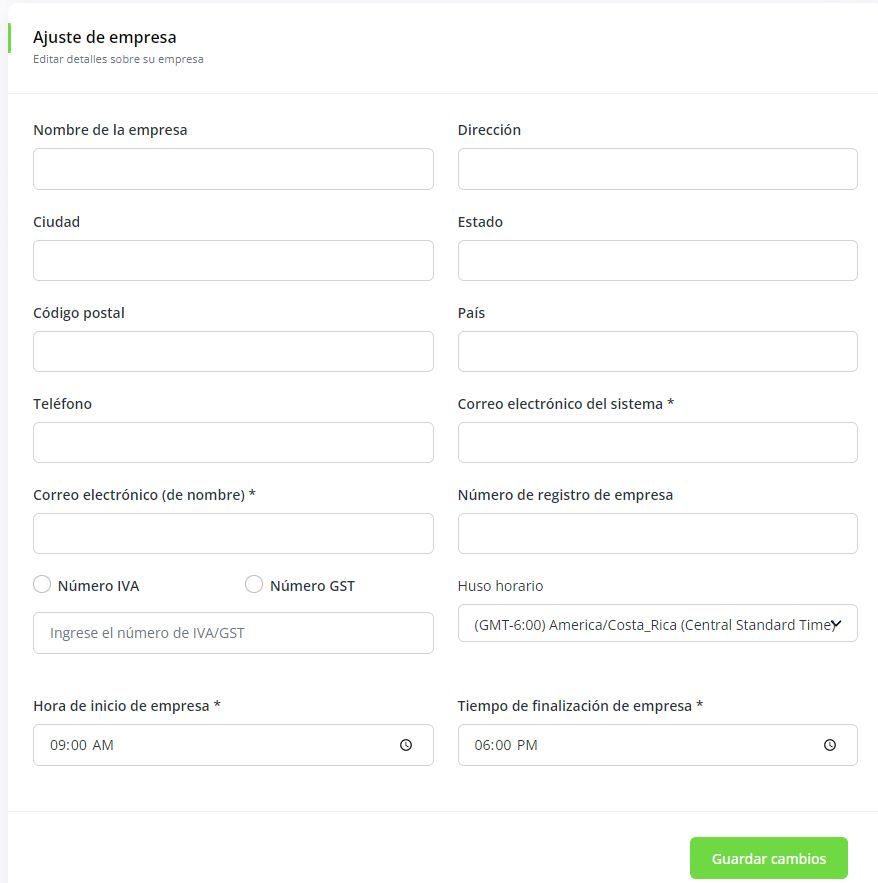 Ajuste de empresa
Editar detalles sobre su empresa
Nombre de la empresa
Dirección
Ciudad
Estado
Código postal
País
Teléfono
Correo electrónico del sistema *
Correo electrónico (de nombre) *
Número de registro de empresa
Número IVA
Número GST
Huso horario
Ingrese el número de IVA/GST
(GMT-6:00) America/Costa_Rica (Central Standard Time)
Hora de inicio de empresa *
Tiempo de finalización de empresa *
09:00 AM
06:00 PM
Guardar cambios